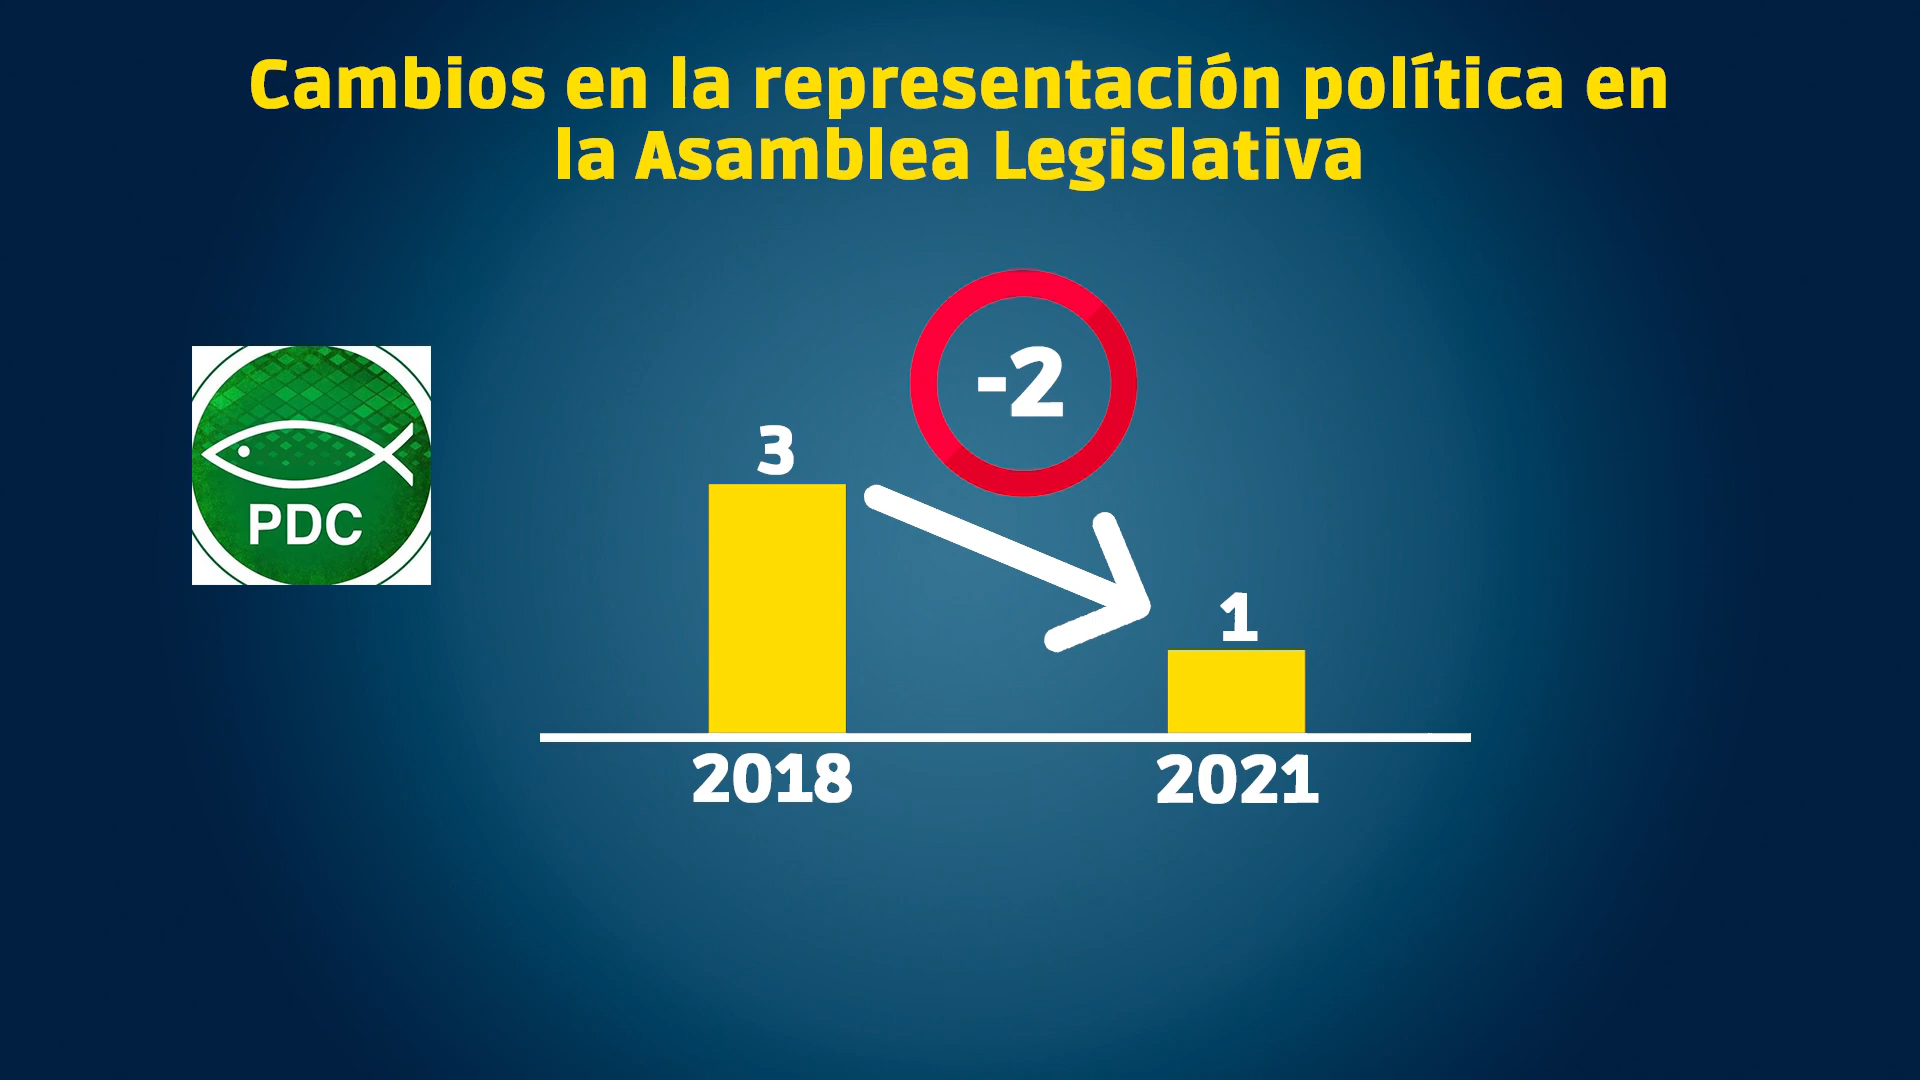 Cambios en la representación política en
la Asamblea Legislativa
-2
3
PDC
1
2018
2021